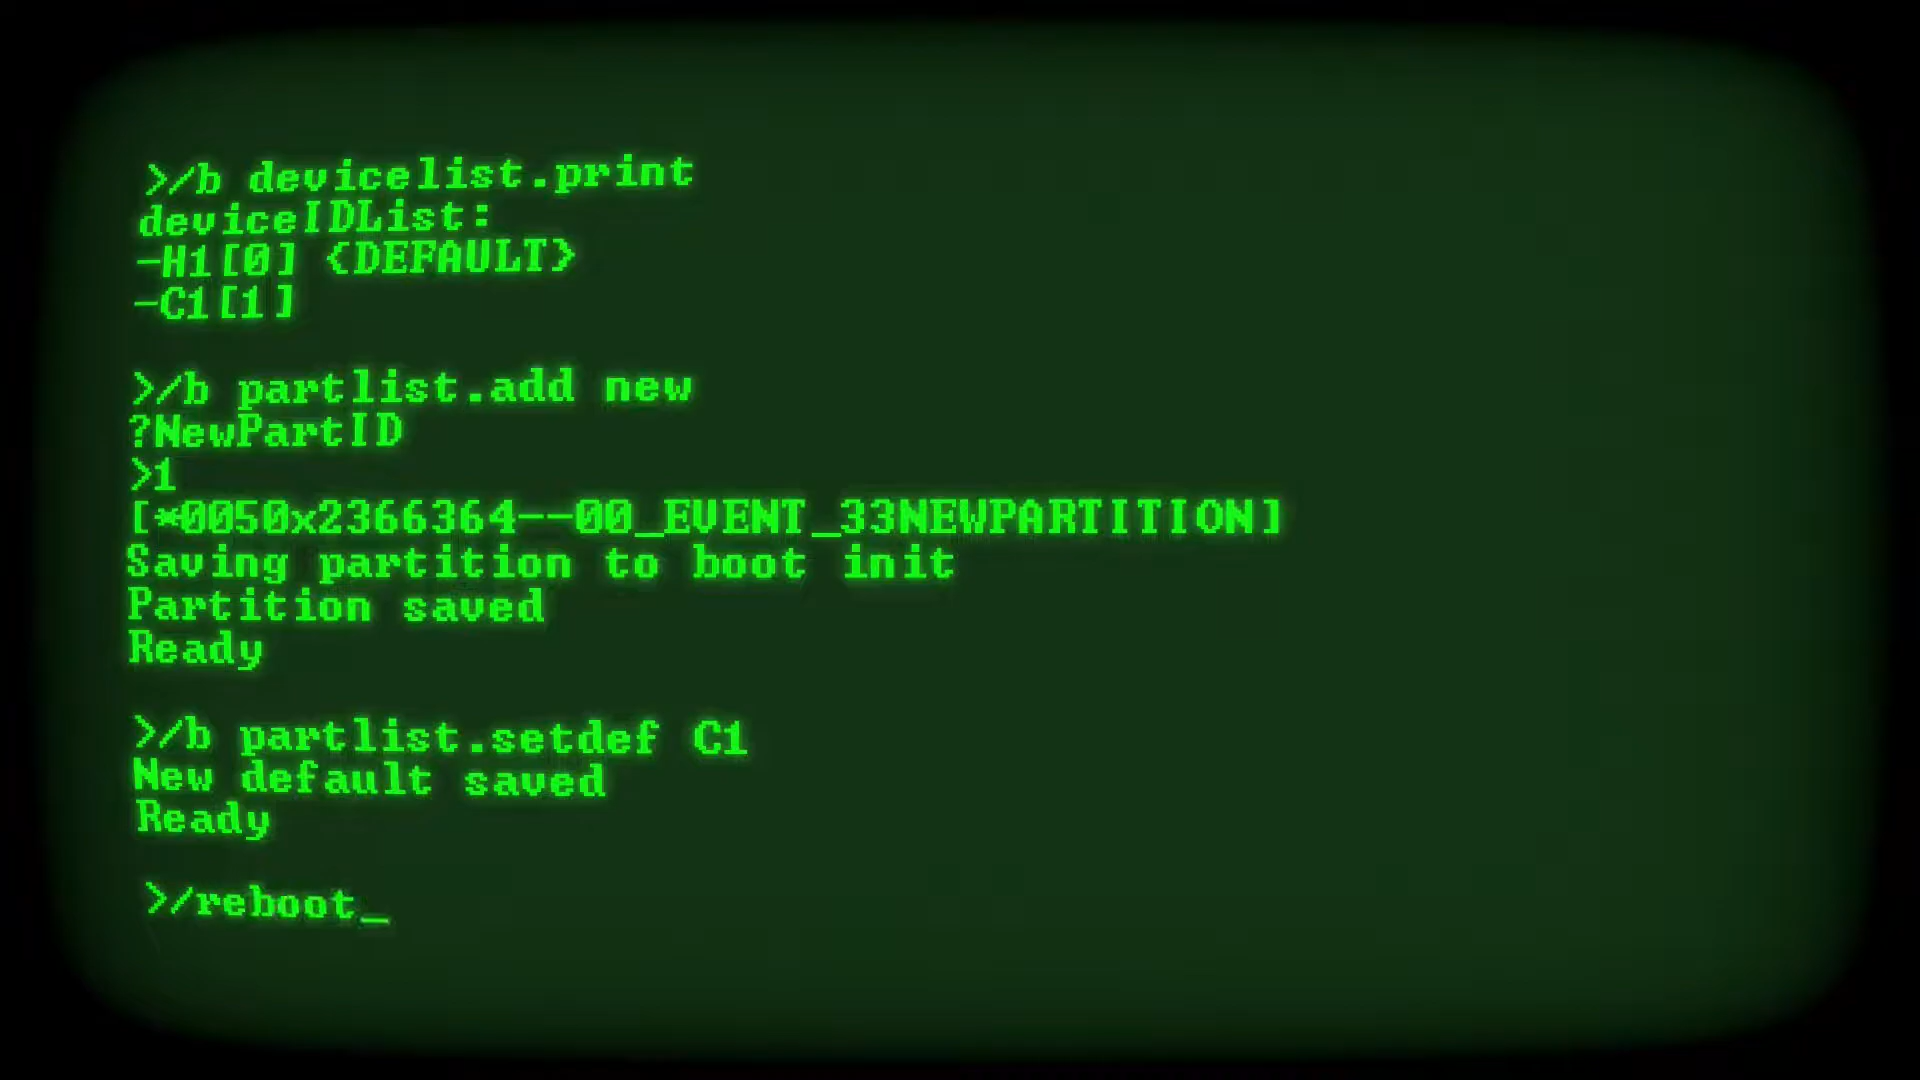 >/b devicelist.print
deviceIDList:
-H1[0] {DEFAULT}
-C1[1]
>/b partlist.add new
?NewPartID
>1
[*0050x2366364--00_EVENT_33NEWPARTITION]
Saving partition to boot init
Partition saved
Ready
>/b partlist.setdef C1
New default saved
Ready
>/reboot_